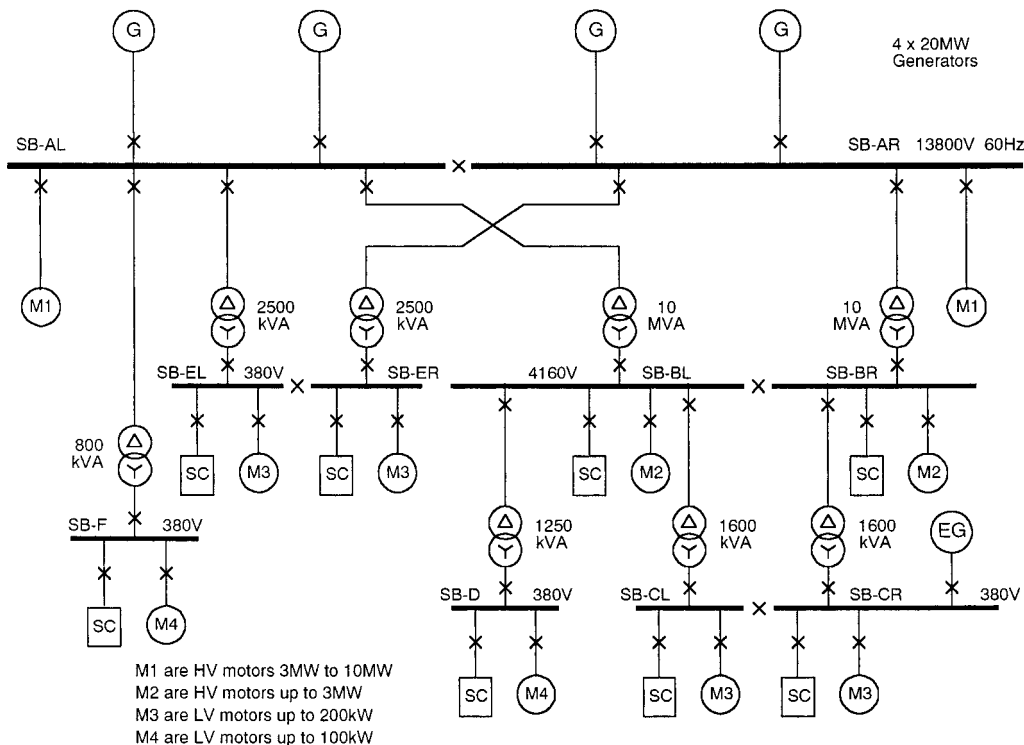 G G G G
4 x 20MW
Generators
SB-AL SB-AR 13800V 60Hz
M1 2500 2500 10 10 M1
kVA kVA MVA MVA
SB-EL 380V SB-ER 4160V SB-BL SB-BR
800
kVA
SC M3 SC M3 SC M2 SC M2
SB-F 380V 1250 1600 1600 EG
kVA kVA kVA
SB-D 380V SB-CL SB-CR 380V
SC M4
M1 are HV motors 3MW to 10MW
M2 are HV motors up to 3MW
SC M4 SC M3 SC M3
M3 are LV motors up to 200kW
M4 are LV motors up to 100kW